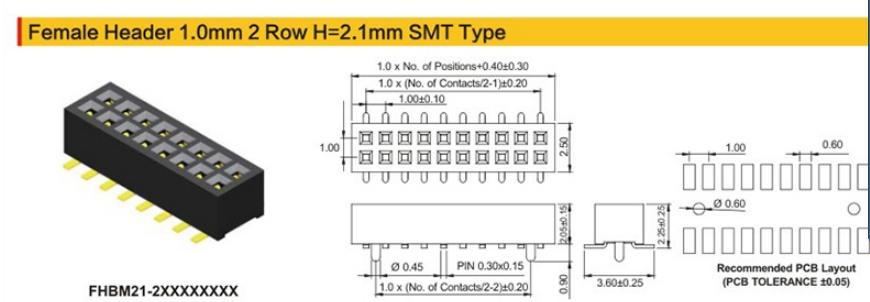 Female Header 1.0mm 2 Row H=2.1mm SMT Type
1.0 x No. of Positions+0.40±0.30
1.0 x (No. of Contacts/2-1)±0.20
1.00±0.10
1.00
2.50
1.00
0.60
Ø 0.60
2.05±0.15
2.25±0.25
Ø 0.45
PIN 0.30x0.15
0.90
3.60±0.25
1.0 x (No. of Contacts/2-2)±0.20
Recommended PCB Layout
(PCB TOLERANCE ±0.05)
FHBM21-2XXXXXXXX